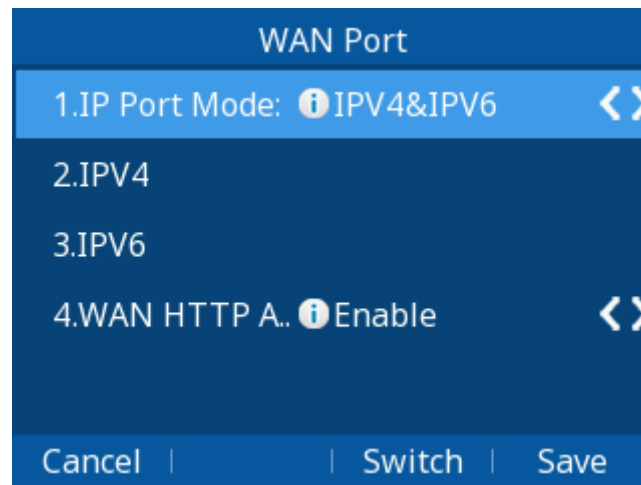 WAN Port
1.IP Port Mode: IPV4&IPV6
2.IPV4
3.IPV6
4.WAN HTTP A.. Enable
Cancel Switch Save